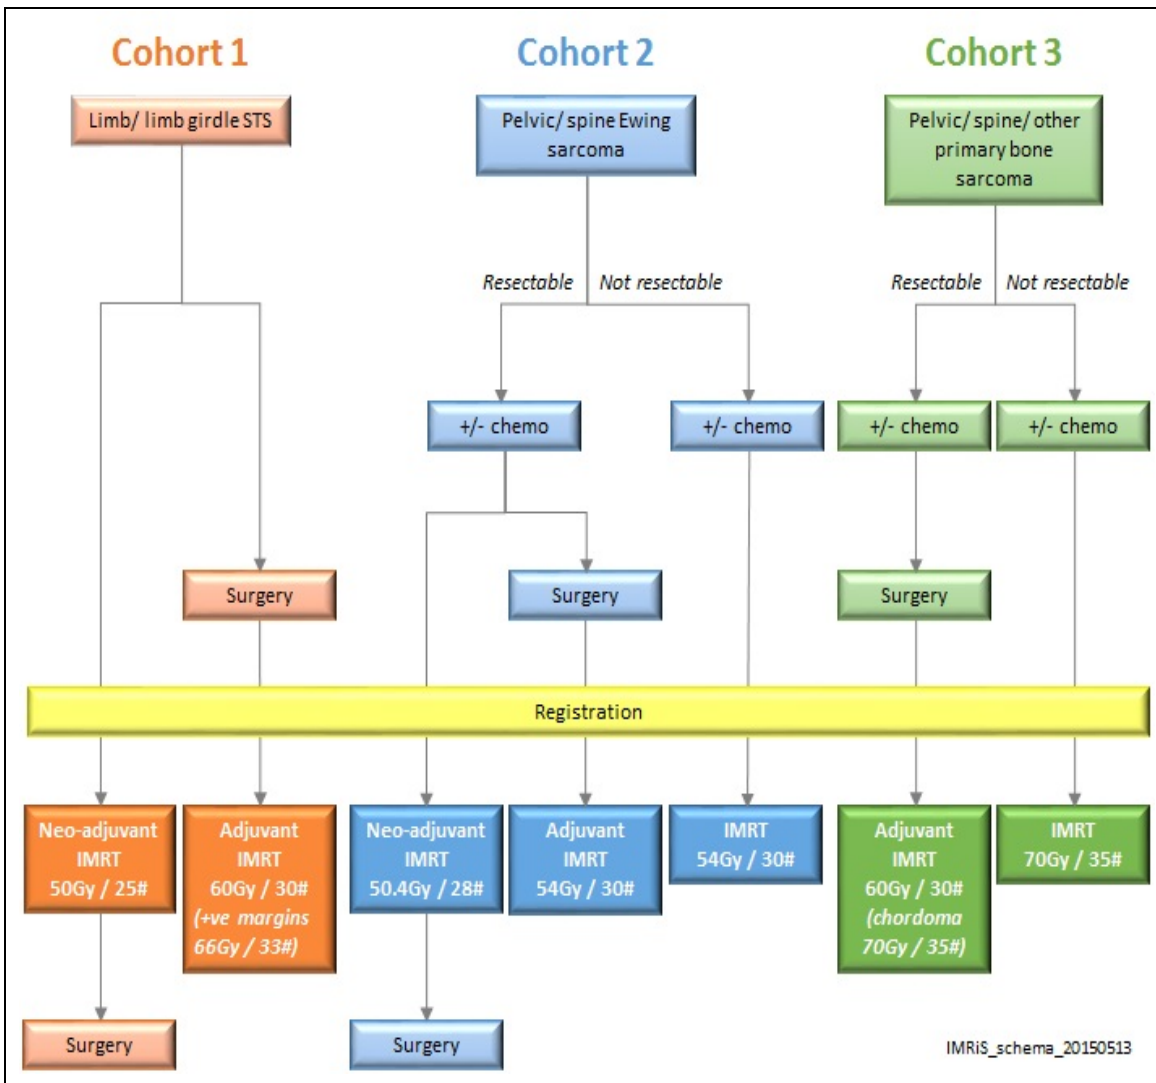 Cohort 1
Cohort 2
Cohort 3
Limb/ limb girdle STS
Pelvic/ spine Ewing
sarcoma
Pelvic/ spine/ other
primary bone
sarcoma
Resectable
Not resectable
Resectable
Not resectable
+/- chemo
+/- chemo
+/- chemo
+/- chemo
Surgery
Surgery
Surgery
Registration
Neo-adjuvant
IMRT
50Gy / 25#
Adjuvant
IMRT
60Gy / 30#
(+ve margins
66Gy / 33#)
Neo-adjuvant
IMRT
50.4Gy / 28#
Adjuvant
IMRT
54Gy / 30#
IMRT
54Gy / 30#
Adjuvant
IMRT
60Gy / 30#
(chordoma
70Gy / 35#)
IMRT
70Gy / 35#
Surgery
Surgery
IMRiS_schema_20150513